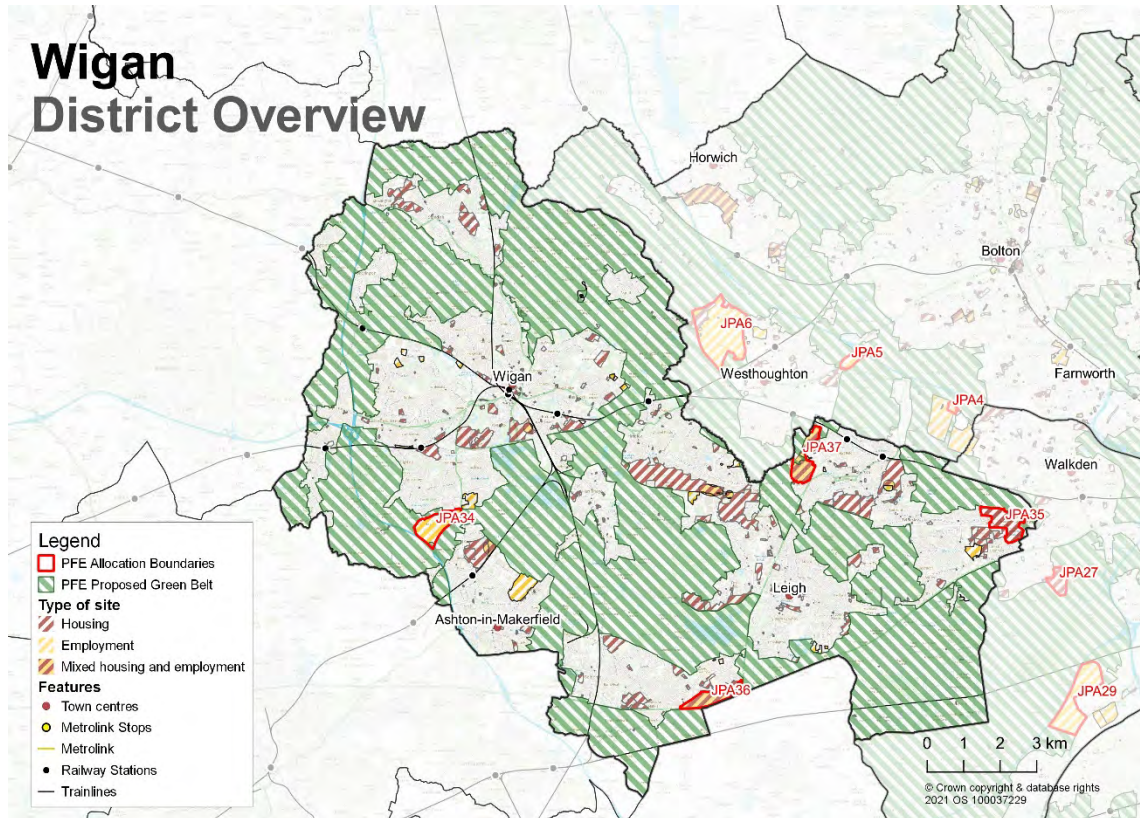 Wigan
District Overview
Horwich
Bolton
JPA6
JPA5
Westhoughton
Farnworth
JPA4
Wigan
JPA37
Walkden
JPA34
JPA35
JPA27
Leigh
Ashton-in-Makerfield
JPA36
JPA29
Legend
PFE Allocation Boundaries
PFE Proposed Green Belt
Type of site
Housing
Employment
Mixed housing and employment
Features
Town centres
Metrolink Stops
Metrolink
Railway Stations
Trainlines
0 1 2 3 km
© Crown copyright & database rights
2021 OS 100037229